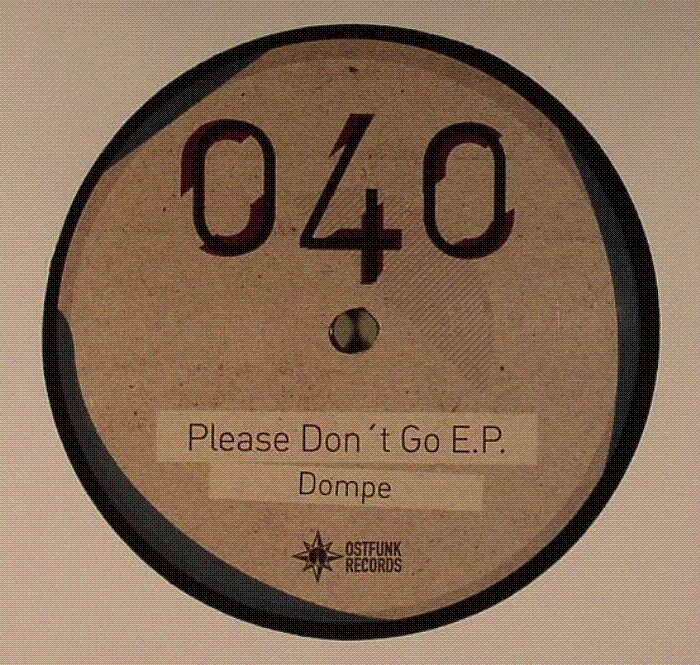 040
Please Don´t Go E.P.
Dompe
OSTFUNK
RECORDS